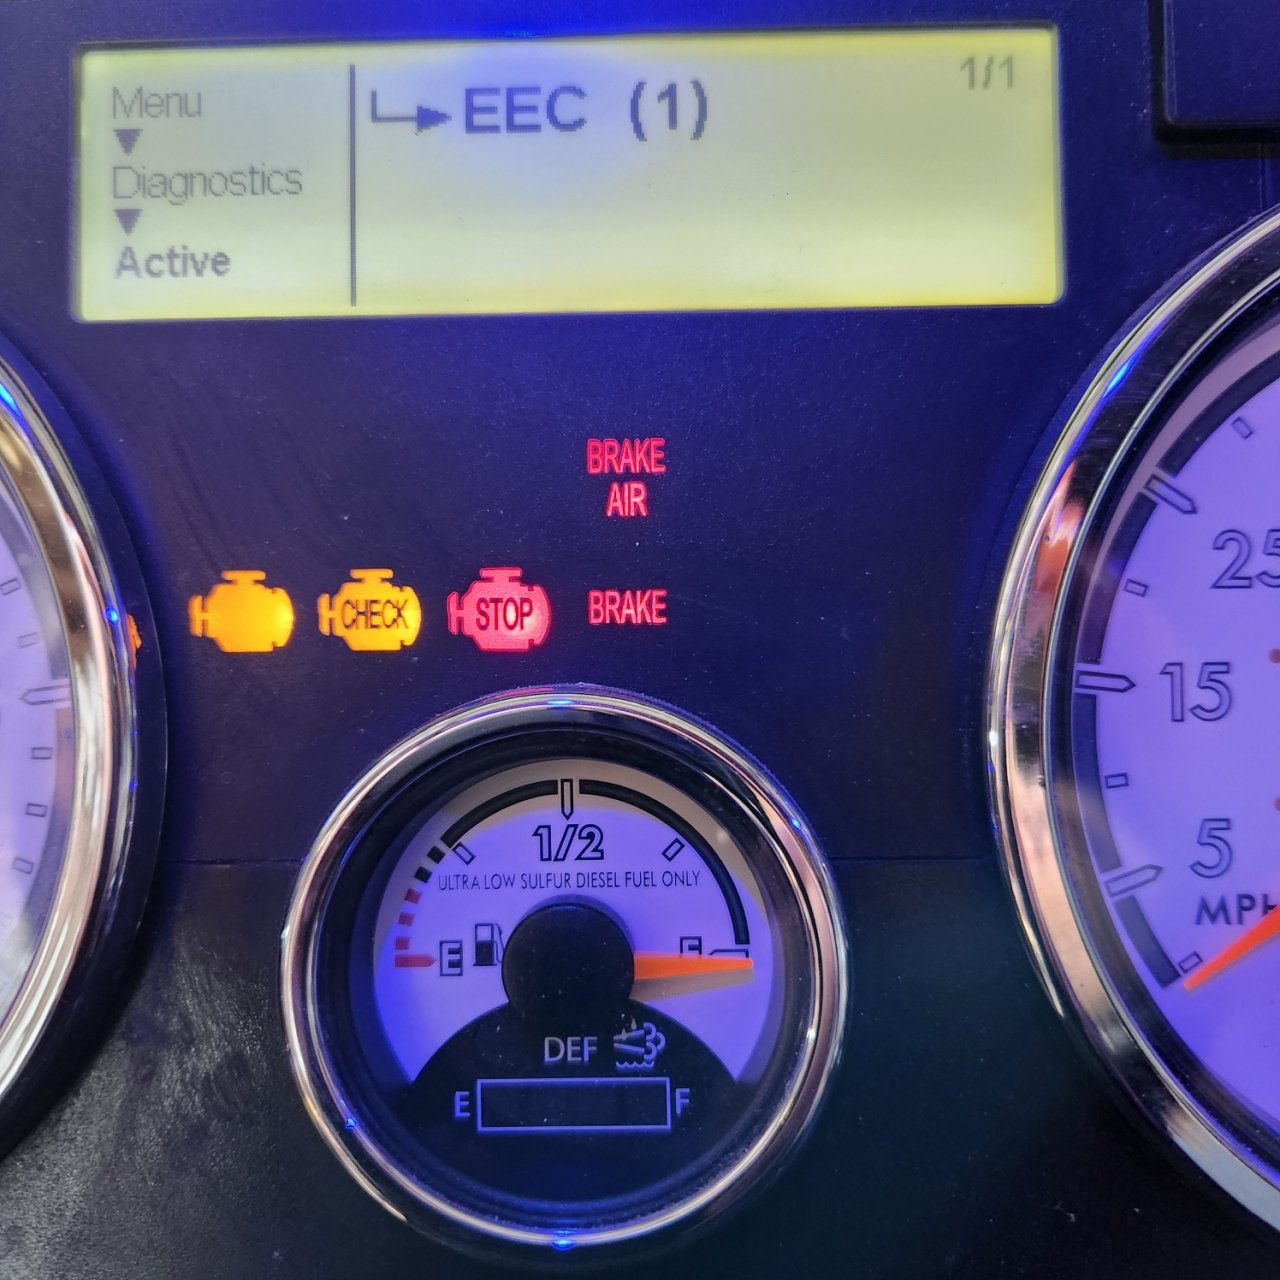 Menu
Diagnostics
Active
EEC (1)
1/1
BRAKE
AIR
CHECK
STOP
BRAKE
25
15
5
MPH
1/2
ULTRA LOW SULFUR DIESEL FUEL ONLY
E
F
DEF
E
F